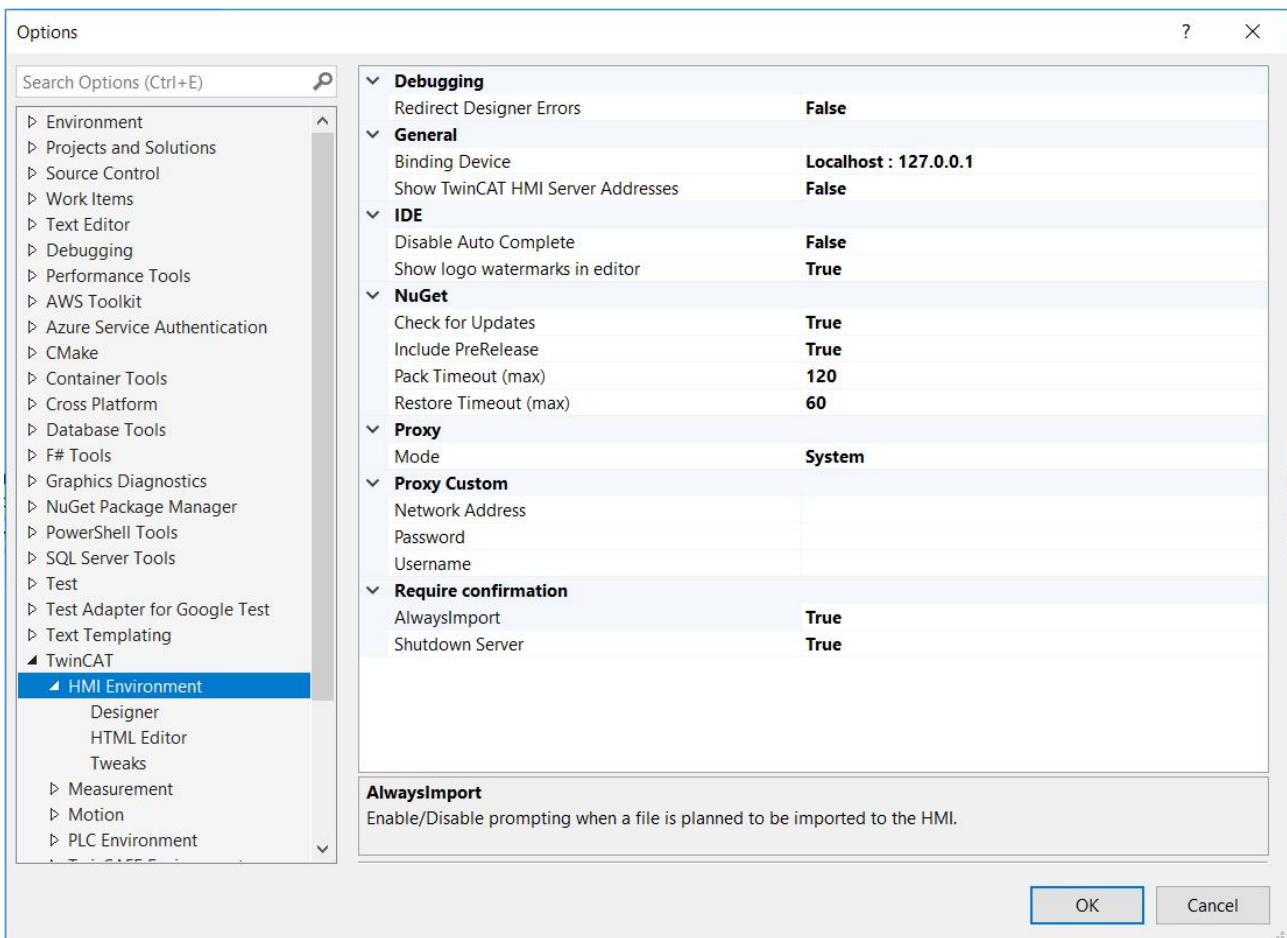 Options
?
Search Options (Ctrl+E)
Environment
Projects and Solutions
Source Control
Work Items
Text Editor
Debugging
Performance Tools
AWS Toolkit
Azure Service Authentication
CMake
Container Tools
Cross Platform
Database Tools
F# Tools
Graphics Diagnostics
NuGet Package Manager
PowerShell Tools
SQL Server Tools
Test
Test Adapter for Google Test
Text Templating
TwinCAT
HMI Environment
Designer
HTML Editor
Tweaks
Measurement
Motion
PLC Environment
Debugging
Redirect Designer Errors False
General
Binding Device Localhost : 127.0.0.1
Show TwinCAT HMI Server Addresses False
IDE
Disable Auto Complete False
Show logo watermarks in editor True
NuGet
Check for Updates True
Include PreRelease True
Pack Timeout (max) 120
Restore Timeout (max) 60
Proxy
Mode System
Proxy Custom
Network Address
Password
Username
Require confirmation
AlwaysImport True
Shutdown Server True
AlwaysImport
Enable/Disable prompting when a file is planned to be imported to the HMI.
OK Cancel